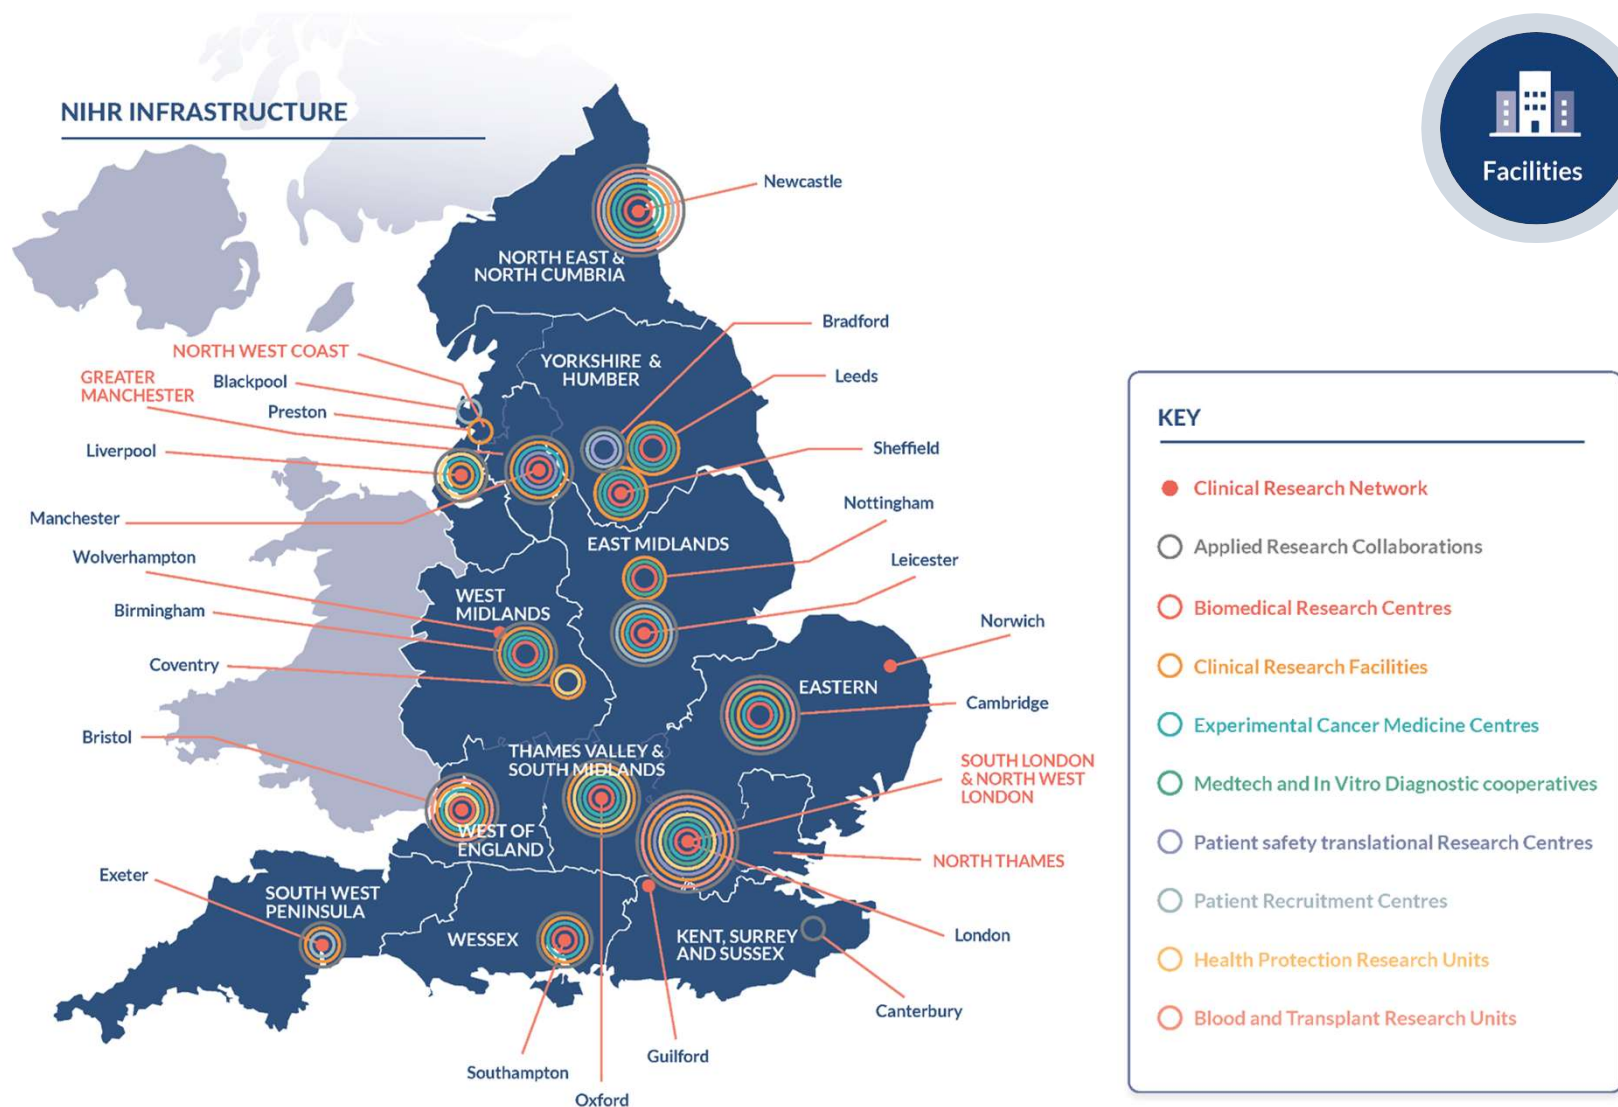 NIHR INFRASTRUCTURE
Facilities
Newcastle
NORTH EAST &
NORTH CUMBRIA
Bradford
NORTH WEST COAST
YORKSHIRE &
HUMBER
GREATER
MANCHESTER
Blackpool
Leeds
Preston
Liverpool
Sheffield
Nottingham
Manchester
EAST MIDLANDS
Wolverhampton
Leicester
WEST
MIDLANDS
Birmingham
Norwich
Coventry
EASTERN
Cambridge
Bristol
THAMES VALLEY &
SOUTH MIDLANDS
SOUTH LONDON
& NORTH WEST
LONDON
WEST OF
ENGLAND
NORTH THAMES
Exeter
SOUTH WEST
PENINSULA
WESSEX
KENT, SURREY
AND SUSSEX
London
Canterbury
Guilford
Southampton
Oxford
KEY
Clinical Research Network
Applied Research Collaborations
Biomedical Research Centres
Clinical Research Facilities
Experimental Cancer Medicine Centres
Medtech and In Vitro Diagnostic cooperatives
Patient safety translational Research Centres
Patient Recruitment Centres
Health Protection Research Units
Blood and Transplant Research Units